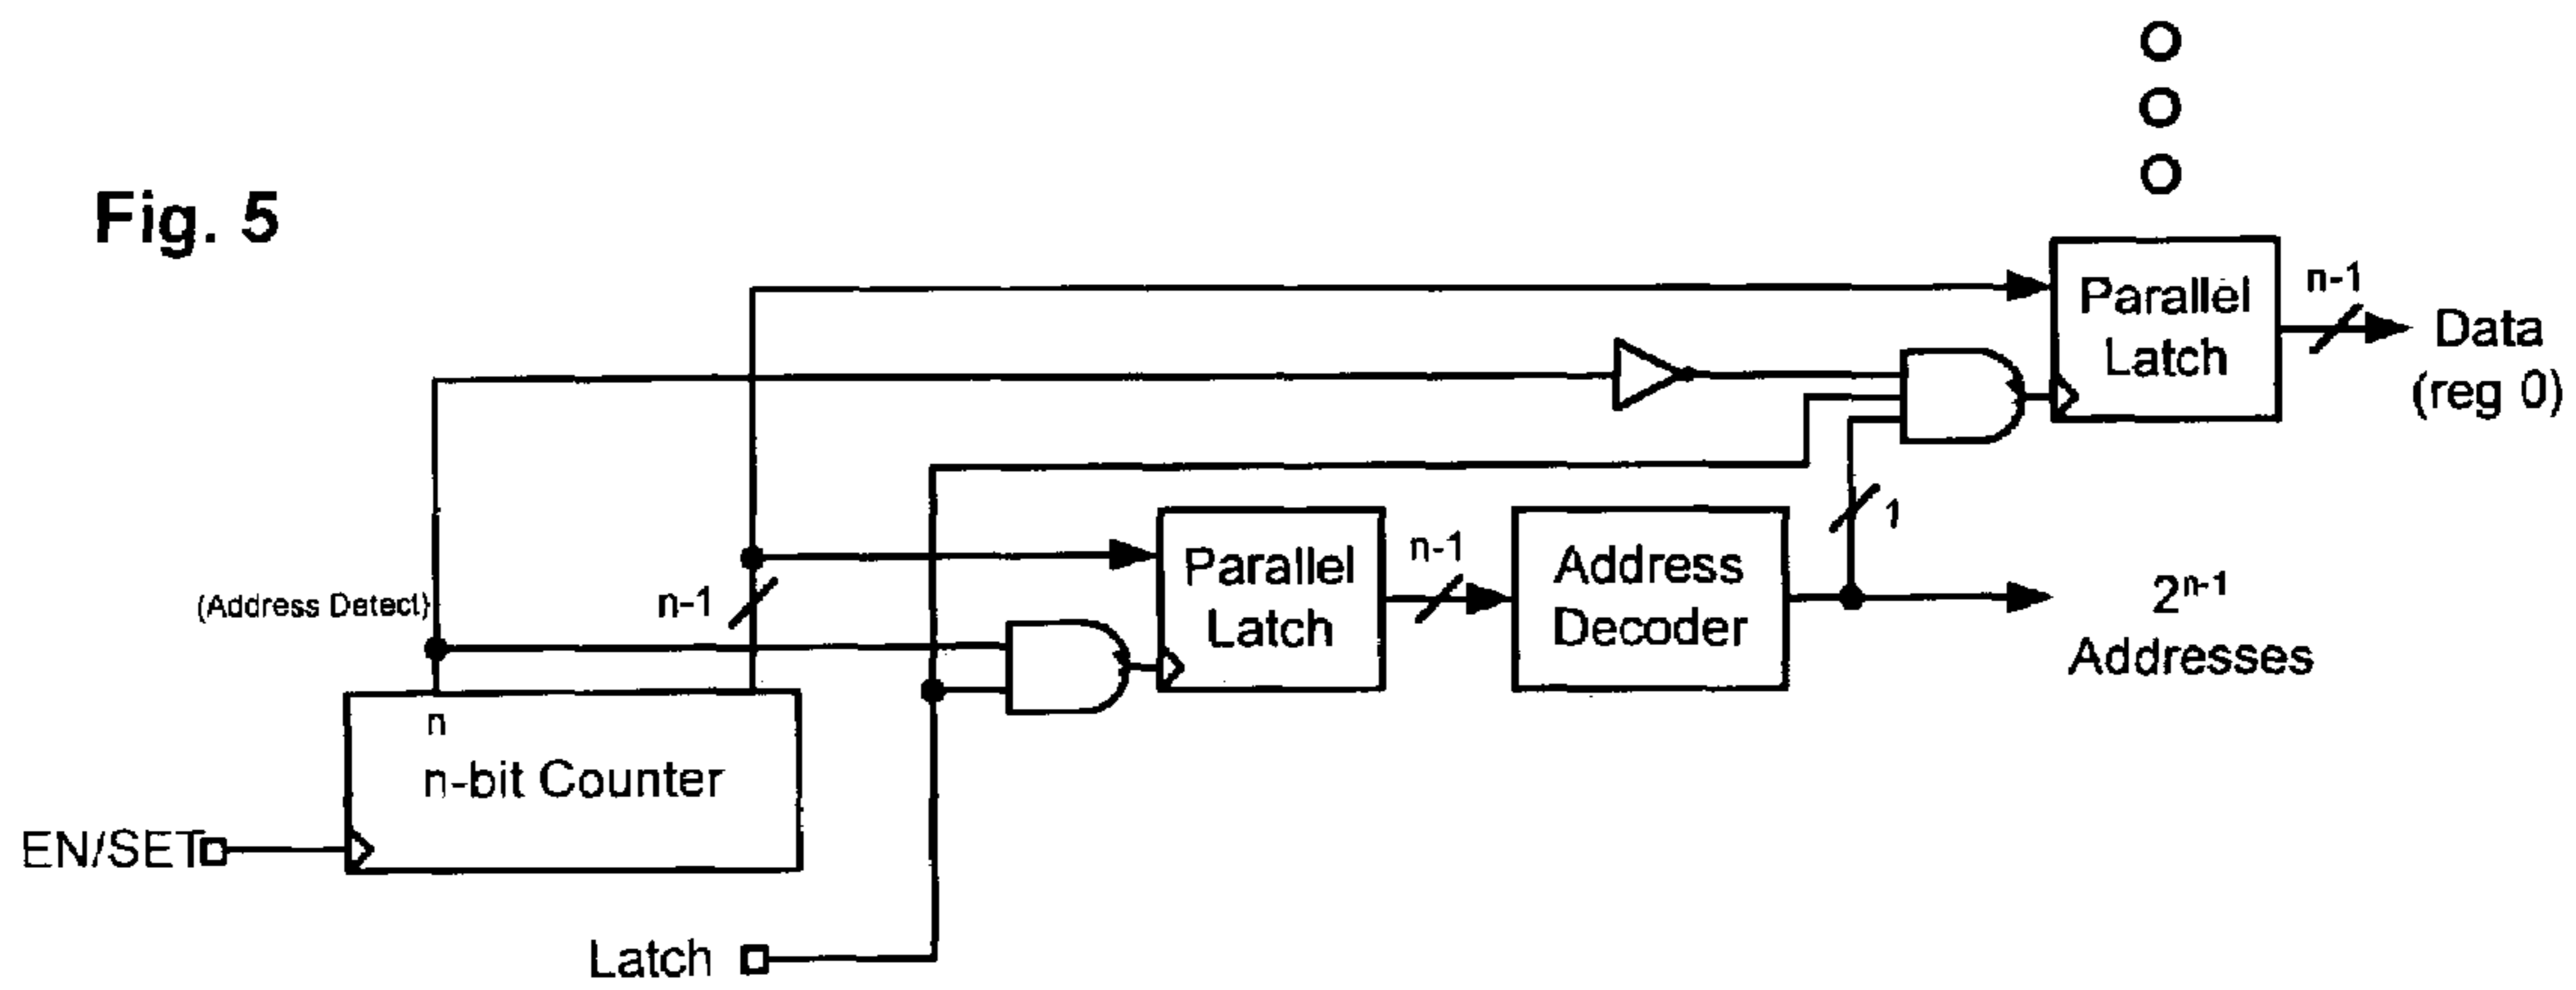 Fig. 5
n-1
Parallel
Latch
Data
(reg 0)
1
Parallel
Latch
n-1
Address
Decoder
2ⁿ⁻¹
Addresses
(Address Detect)
n-1
n
n-bit Counter
EN/SET
Latch